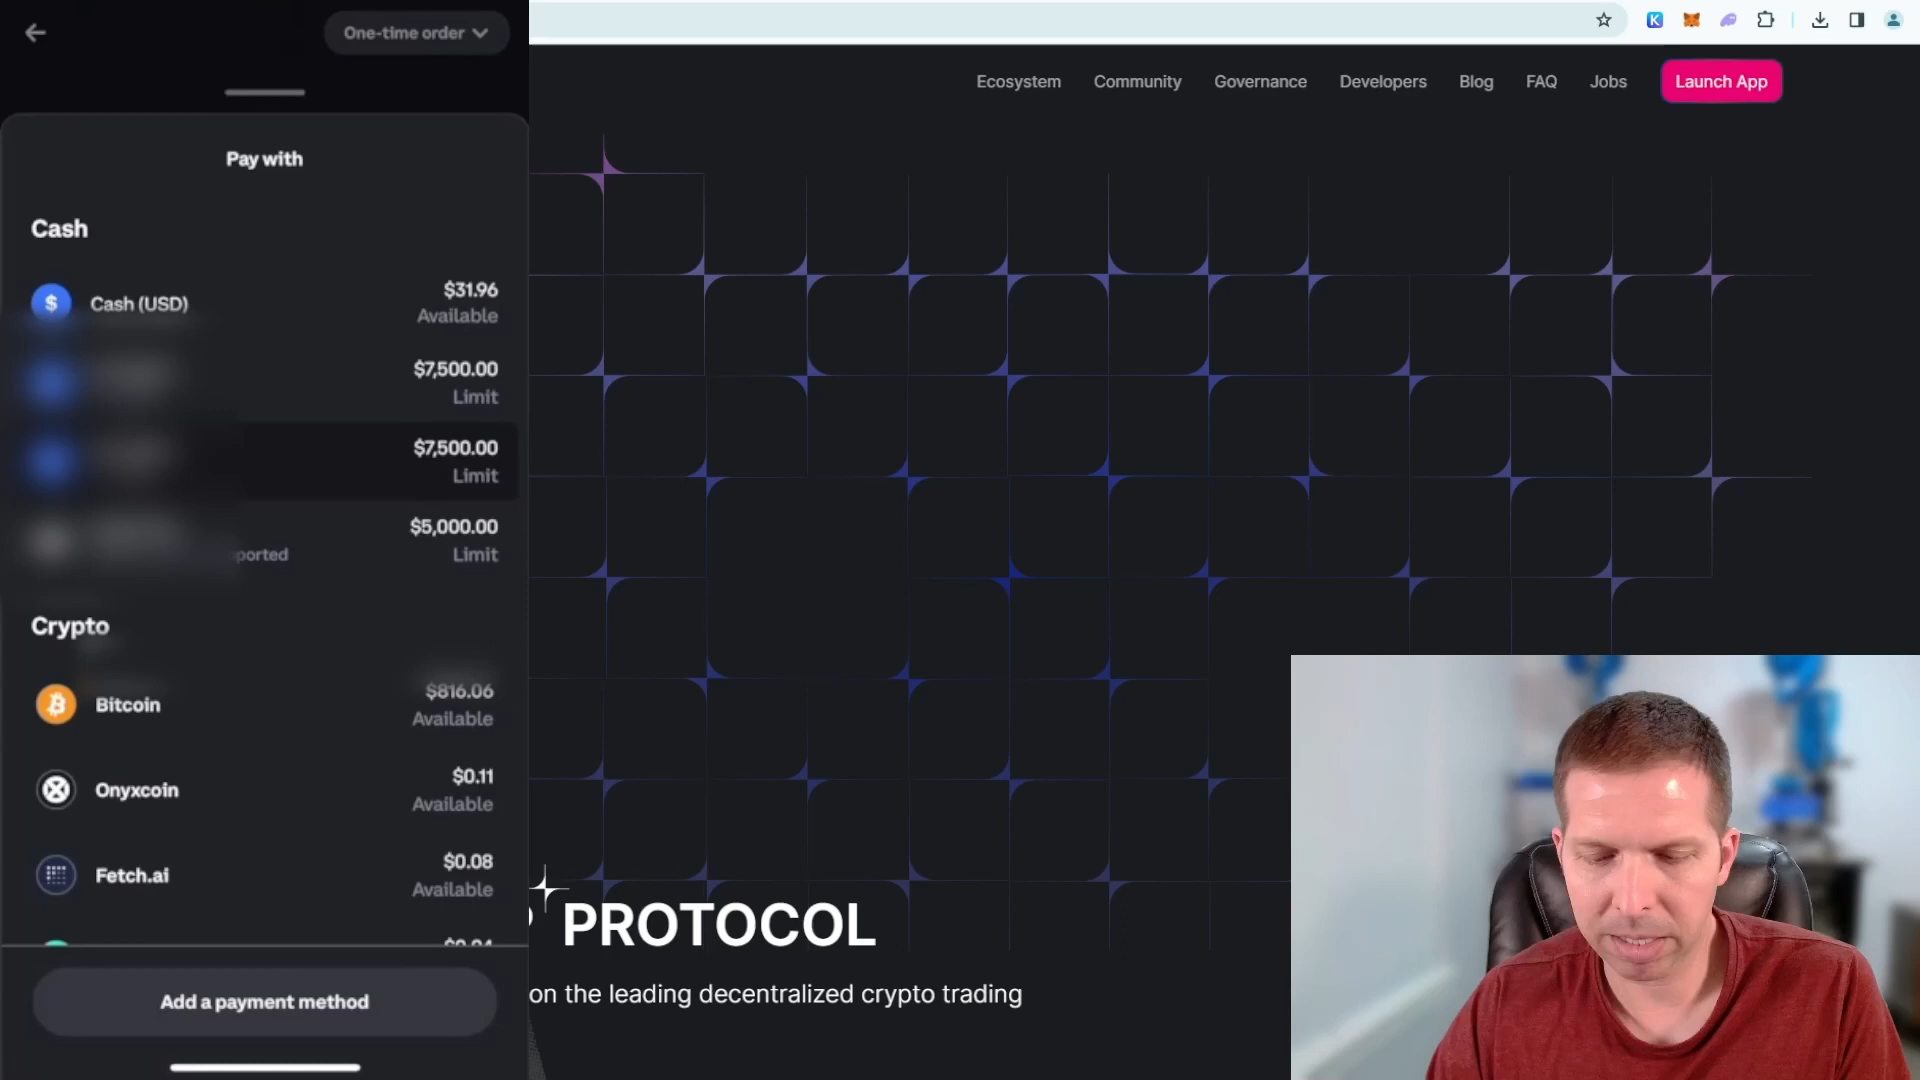 One-time order
Pay with
Cash
$
Cash (USD)
$31.96
Available
$7,500.00
Limit
$7,500.00
Limit
$5,000.00
ported
Limit
Crypto
Bitcoin
$816.06
Available
Onyxcoin
$0.11
Available
Fetch.ai
$0.08
Available
Add a payment method
Ecosystem
Community
Governance
Developers
Blog
FAQ
Jobs
Launch App
PROTOCOL
on the leading decentralized crypto trading